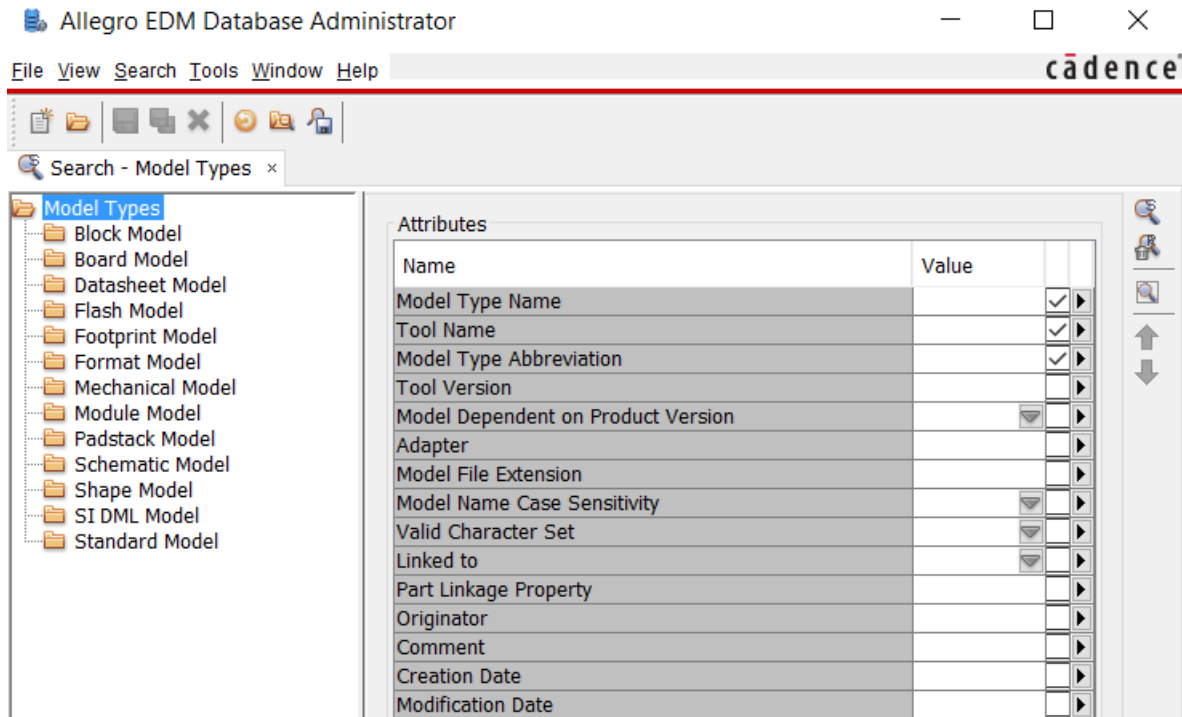 Allegro EDM Database Administrator
File View Search Tools Window Help
cādence
Search - Model Types ×
Model Types
Block Model
Board Model
Datasheet Model
Flash Model
Footprint Model
Format Model
Mechanical Model
Module Model
Padstack Model
Schematic Model
Shape Model
SI DML Model
Standard Model
Attributes
Name Value
Model Type Name
Tool Name
Model Type Abbreviation
Tool Version
Model Dependent on Product Version
Adapter
Model File Extension
Model Name Case Sensitivity
Valid Character Set
Linked to
Part Linkage Property
Originator
Comment
Creation Date
Modification Date